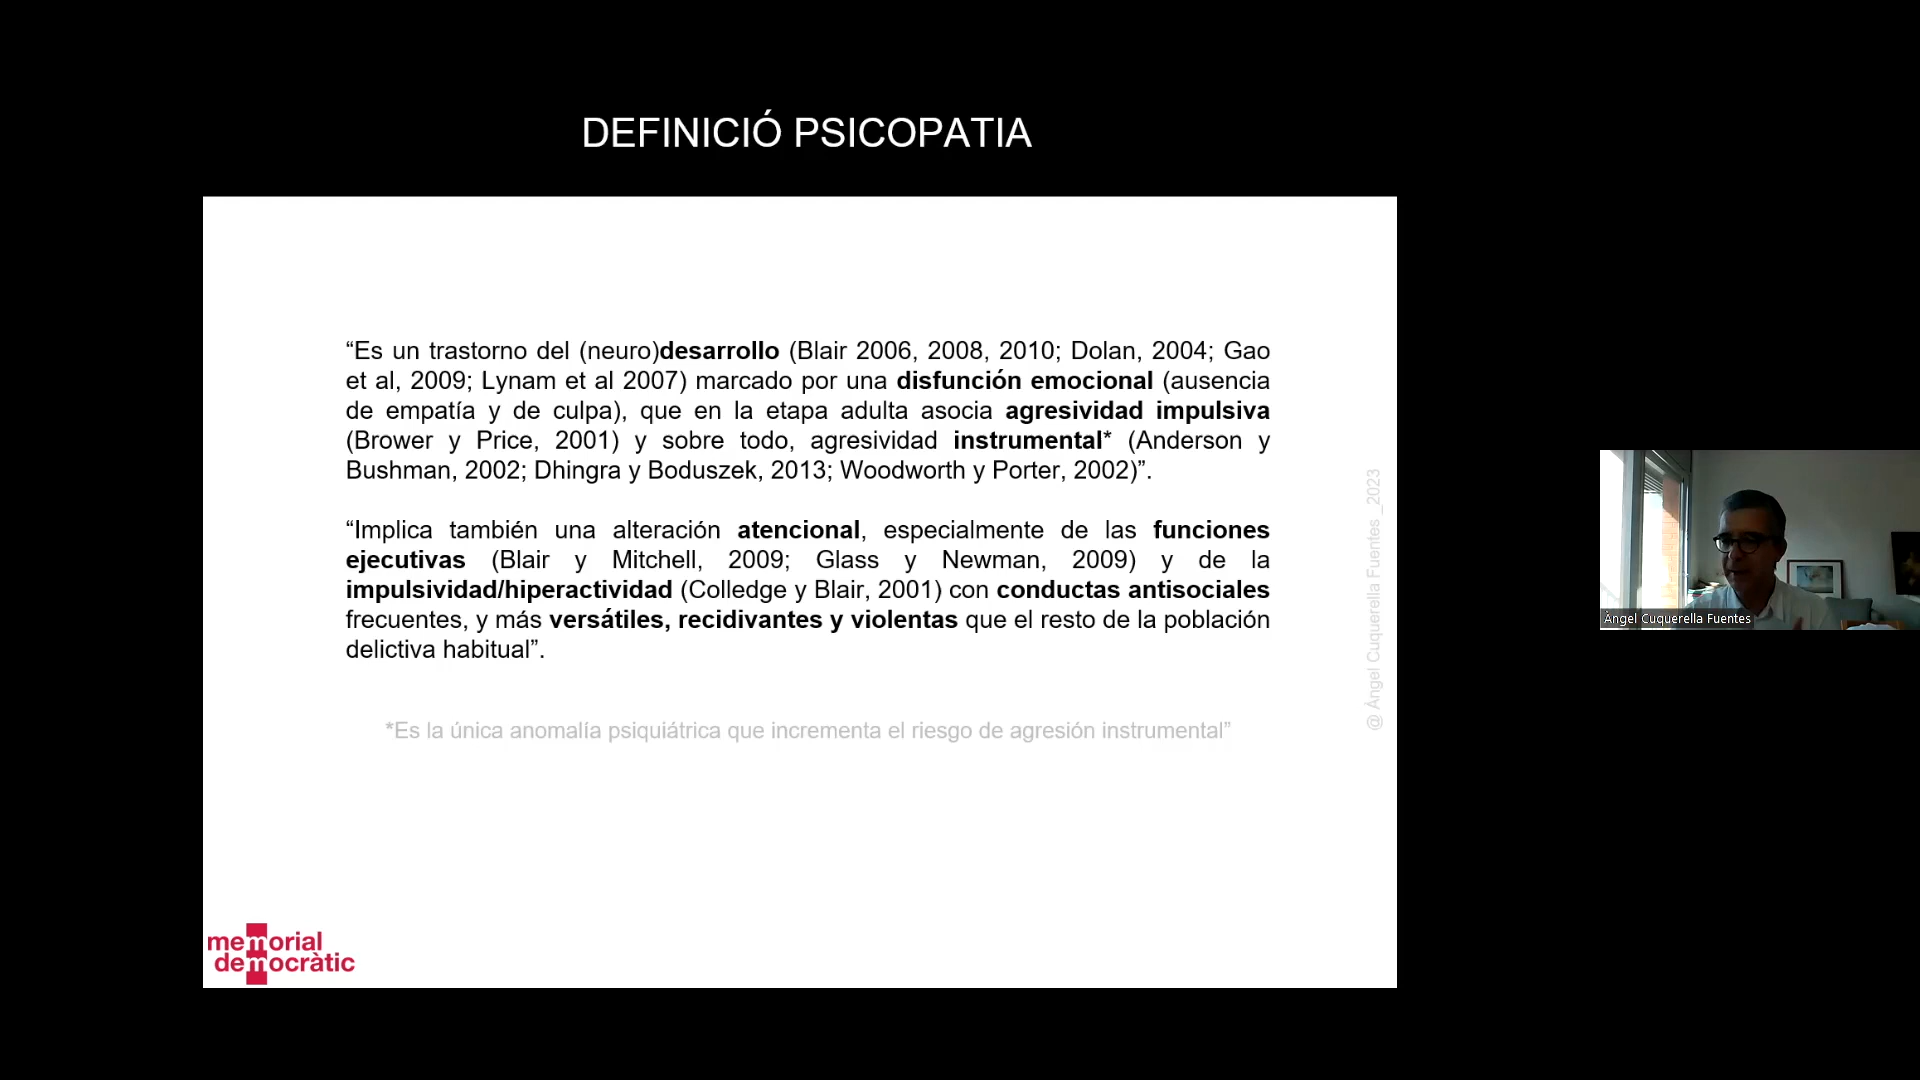 DEFINICIÓ PSICOPATIA
“Es un trastorno del (neuro)desarrollo (Blair 2006, 2008, 2010; Dolan, 2004; Gao
et al, 2009; Lynam et al 2007) marcado por una disfunción emocional (ausencia
de empatía y de culpa), que en la etapa adulta asocia agresividad impulsiva
(Brower y Price, 2001) y sobre todo, agresividad instrumental* (Anderson y
Bushman, 2002; Dhingra y Boduszek, 2013; Woodworth y Porter, 2002)”.
“Implica también una alteración atencional, especialmente de las funciones
ejecutivas (Blair y Mitchell, 2009; Glass y Newman, 2009) y de la
impulsividad/hiperactividad (Colledge y Blair, 2001) con conductas antisociales
frecuentes, y más versátiles, recidivantes y violentas que el resto de la población
delictiva habitual”.
*Es la única anomalía psiquiátrica que incrementa el riesgo de agresión instrumental”
@ Àngel Cuquerella Fuentes_2023
memorial
democràtic
Àngel Cuquerella Fuentes